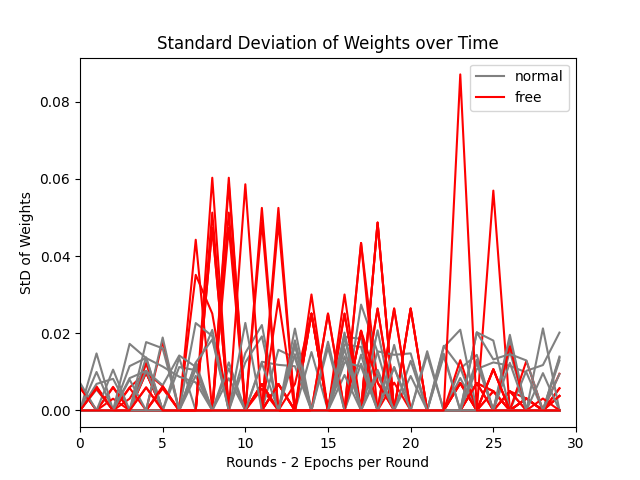 Standard Deviation of Weights over Time
normal
free
StD of Weights
0.08
0.06
0.04
0.02
0.00
0 5 10 15 20 25 30
Rounds - 2 Epochs per Round